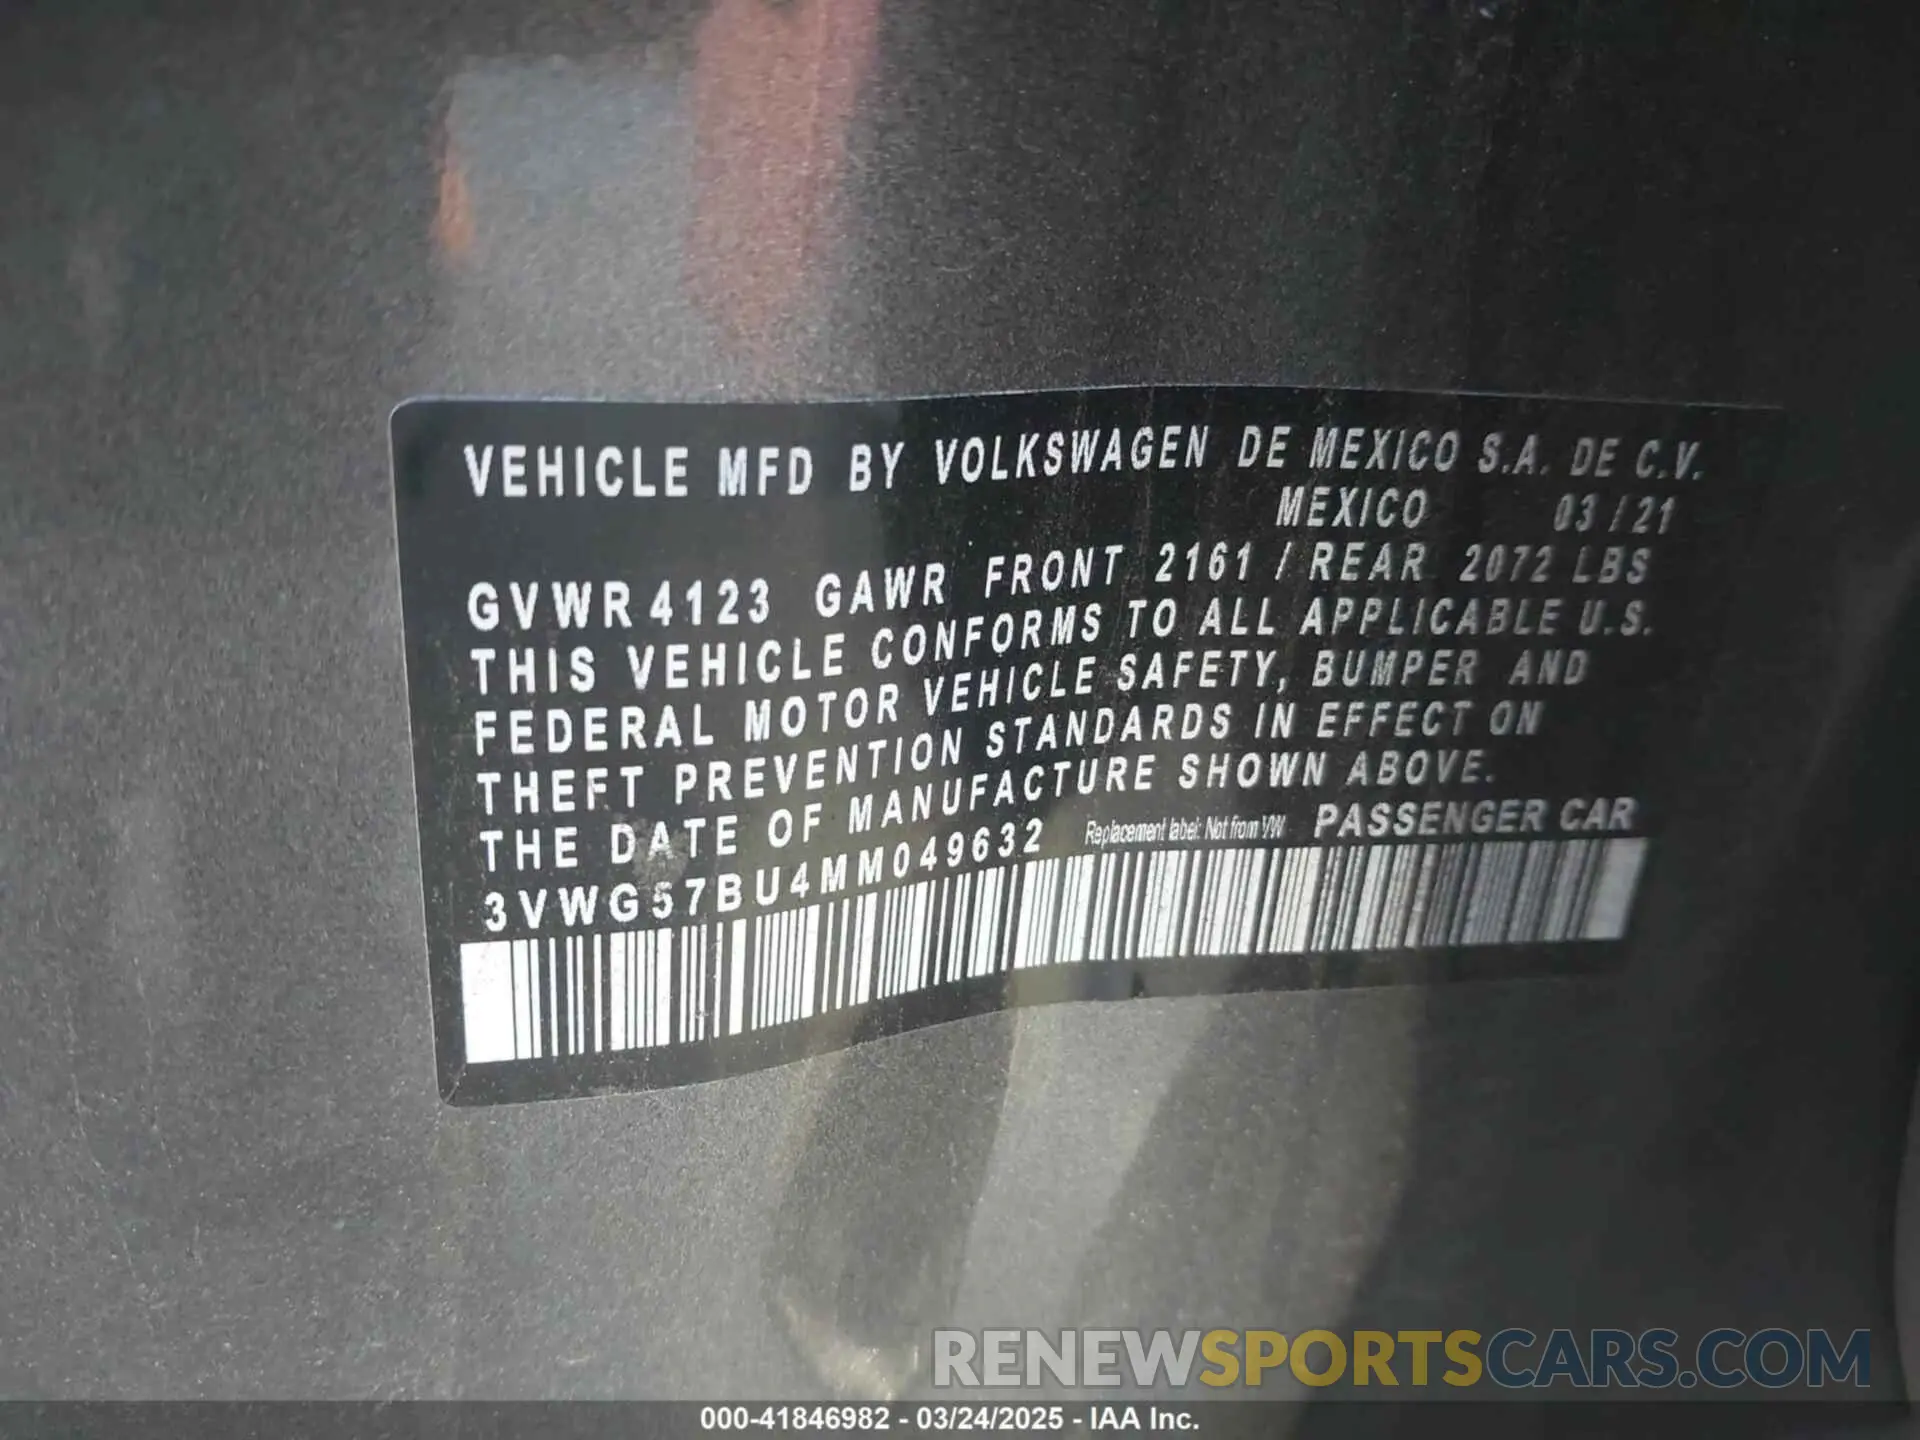 VEHICLE MFD BY VOLKSWAGEN DE MEXICO S.A. DE C.V.
MEXICO 03/21
GVWR 4123 GAWR FRONT 2161 / REAR 2072 LBS
THIS VEHICLE CONFORMS TO ALL APPLICABLE U.S.
FEDERAL MOTOR VEHICLE SAFETY, BUMPER AND
THEFT PREVENTION STANDARDS IN EFFECT ON
THE DATE OF MANUFACTURE SHOWN ABOVE.
3VWG57BU4MM049632 Replacement label: Not from VW PASSENGER CAR
RENEWSPORTSCARS.COM
000-41846982 - 03/24/2025 - IAA Inc.